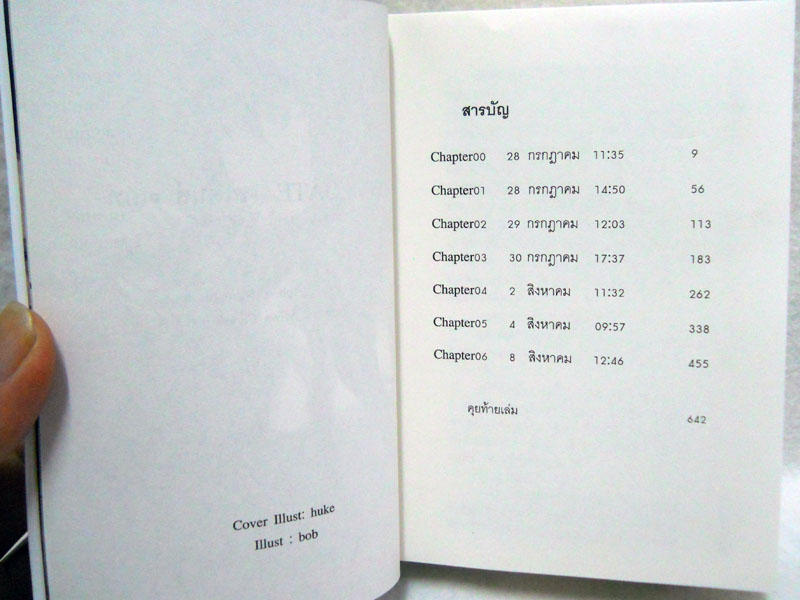 Cover Illust: huke
Illust : bob
สารบัญ
Chapter00 28 กรกฎาคม 11:35 9
Chapter01 28 กรกฎาคม 14:50 56
Chapter02 29 กรกฎาคม 12:03 113
Chapter03 30 กรกฎาคม 17:37 183
Chapter04 2 สิงหาคม 11:32 262
Chapter05 4 สิงหาคม 09:57 338
Chapter06 8 สิงหาคม 12:46 455
คุยท้ายเล่ม 642